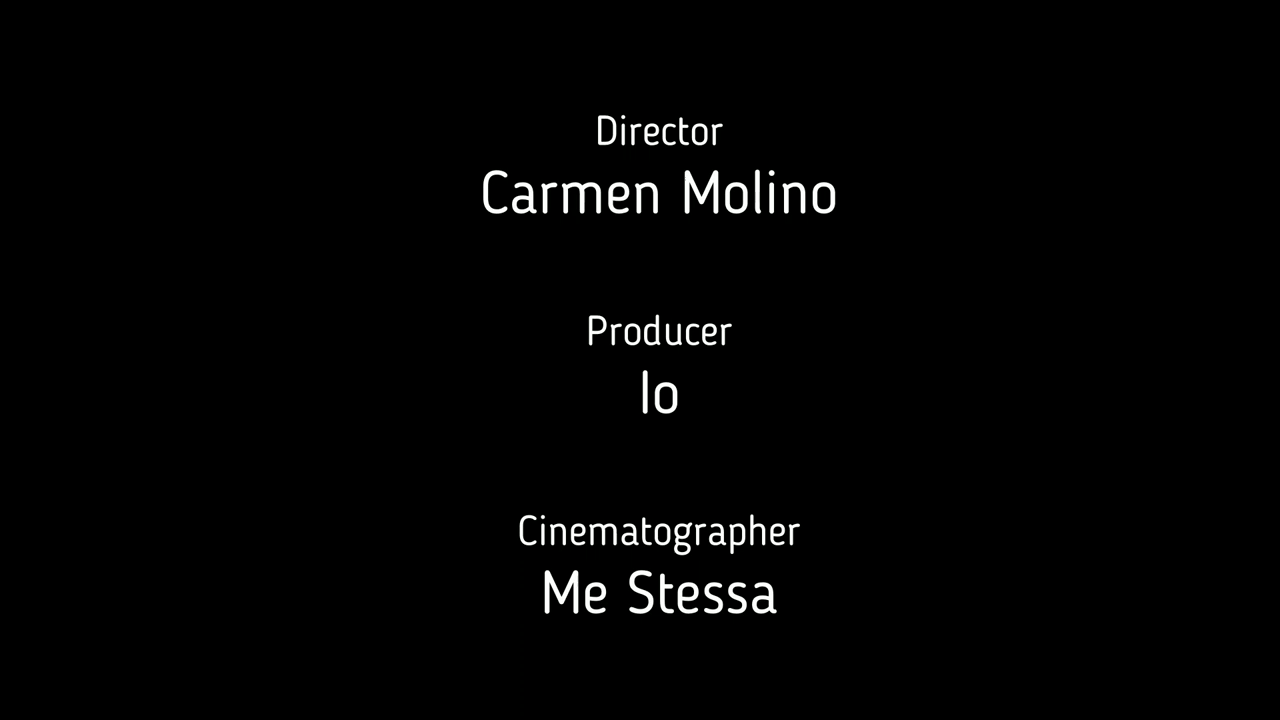 Director
Carmen Molino
Producer
Io
Cinematographer
Me Stessa